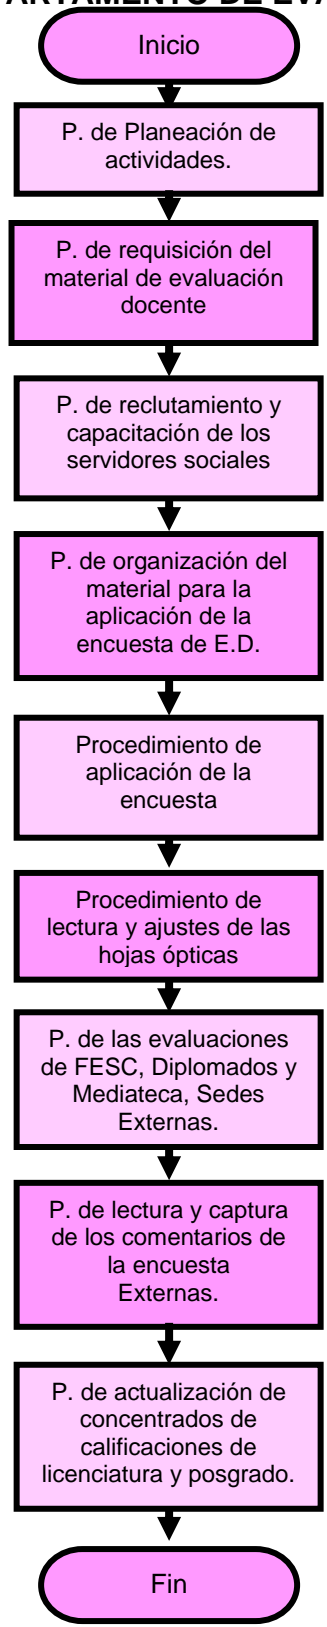 Inicio
P. de Planeación de
actividades.
P. de requisición del
material de evaluación
docente
P. de reclutamiento y
capacitación de los
servidores sociales
P. de organización del
material para la
aplicación de la
encuesta de E.D.
Procedimiento de
aplicación de la
encuesta
Procedimiento de
lectura y ajustes de las
hojas ópticas
P. de las evaluaciones
de FESC, Diplomados y
Mediateca, Sedes
Externas.
P. de lectura y captura
de los comentarios de
la encuesta
Externas.
P. de actualización de
concentrados de
calificaciones de
licenciatura y posgrado.
Fin